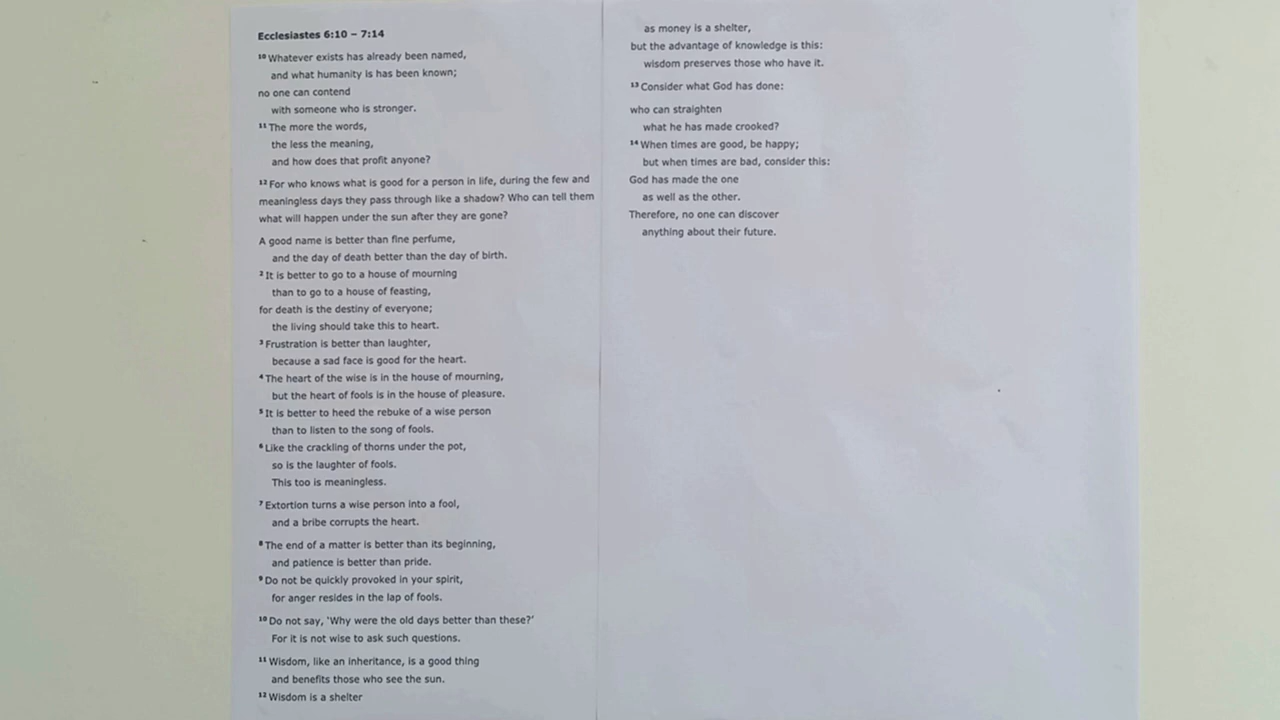 Ecclesiastes 6:10 – 7:14
10 Whatever exists has already been named,
and what humanity is has been known;
no one can contend
with someone who is stronger.
11 The more the words,
the less the meaning,
and how does that profit anyone?
12 For who knows what is good for a person in life, during the few and
meaningless days they pass through like a shadow? Who can tell them
what will happen under the sun after they are gone?
A good name is better than fine perfume,
and the day of death better than the day of birth.
2 It is better to go to a house of mourning
than to go to a house of feasting,
for death is the destiny of everyone;
the living should take this to heart.
3 Frustration is better than laughter,
because a sad face is good for the heart.
4 The heart of the wise is in the house of mourning,
but the heart of fools is in the house of pleasure.
5 It is better to heed the rebuke of a wise person
than to listen to the song of fools.
6 Like the crackling of thorns under the pot,
so is the laughter of fools.
This too is meaningless.
7 Extortion turns a wise person into a fool,
and a bribe corrupts the heart.
8 The end of a matter is better than its beginning,
and patience is better than pride.
9 Do not be quickly provoked in your spirit,
for anger resides in the lap of fools.
10 Do not say, ‘Why were the old days better than these?’
For it is not wise to ask such questions.
11 Wisdom, like an inheritance, is a good thing
and benefits those who see the sun.
12 Wisdom is a shelter
as money is a shelter,
but the advantage of knowledge is this:
wisdom preserves those who have it.
13 Consider what God has done:
who can straighten
what he has made crooked?
14 When times are good, be happy;
but when times are bad, consider this:
God has made the one
as well as the other.
Therefore, no one can discover
anything about their future.